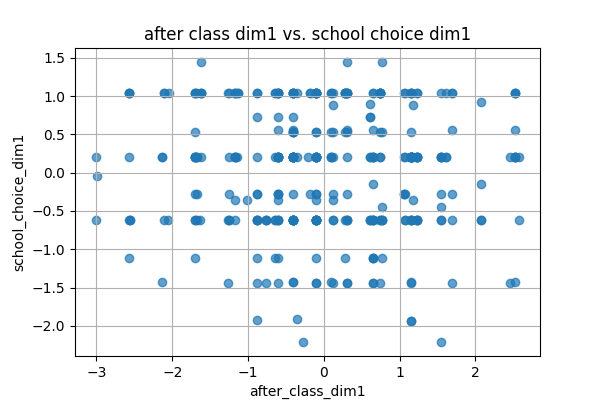 after class dim1 vs. school choice dim1
1.5
1.0
0.5
0.0
−0.5
−1.0
−1.5
−2.0
school_choice_dim1
−3 −2 −1 0 1 2
after_class_dim1